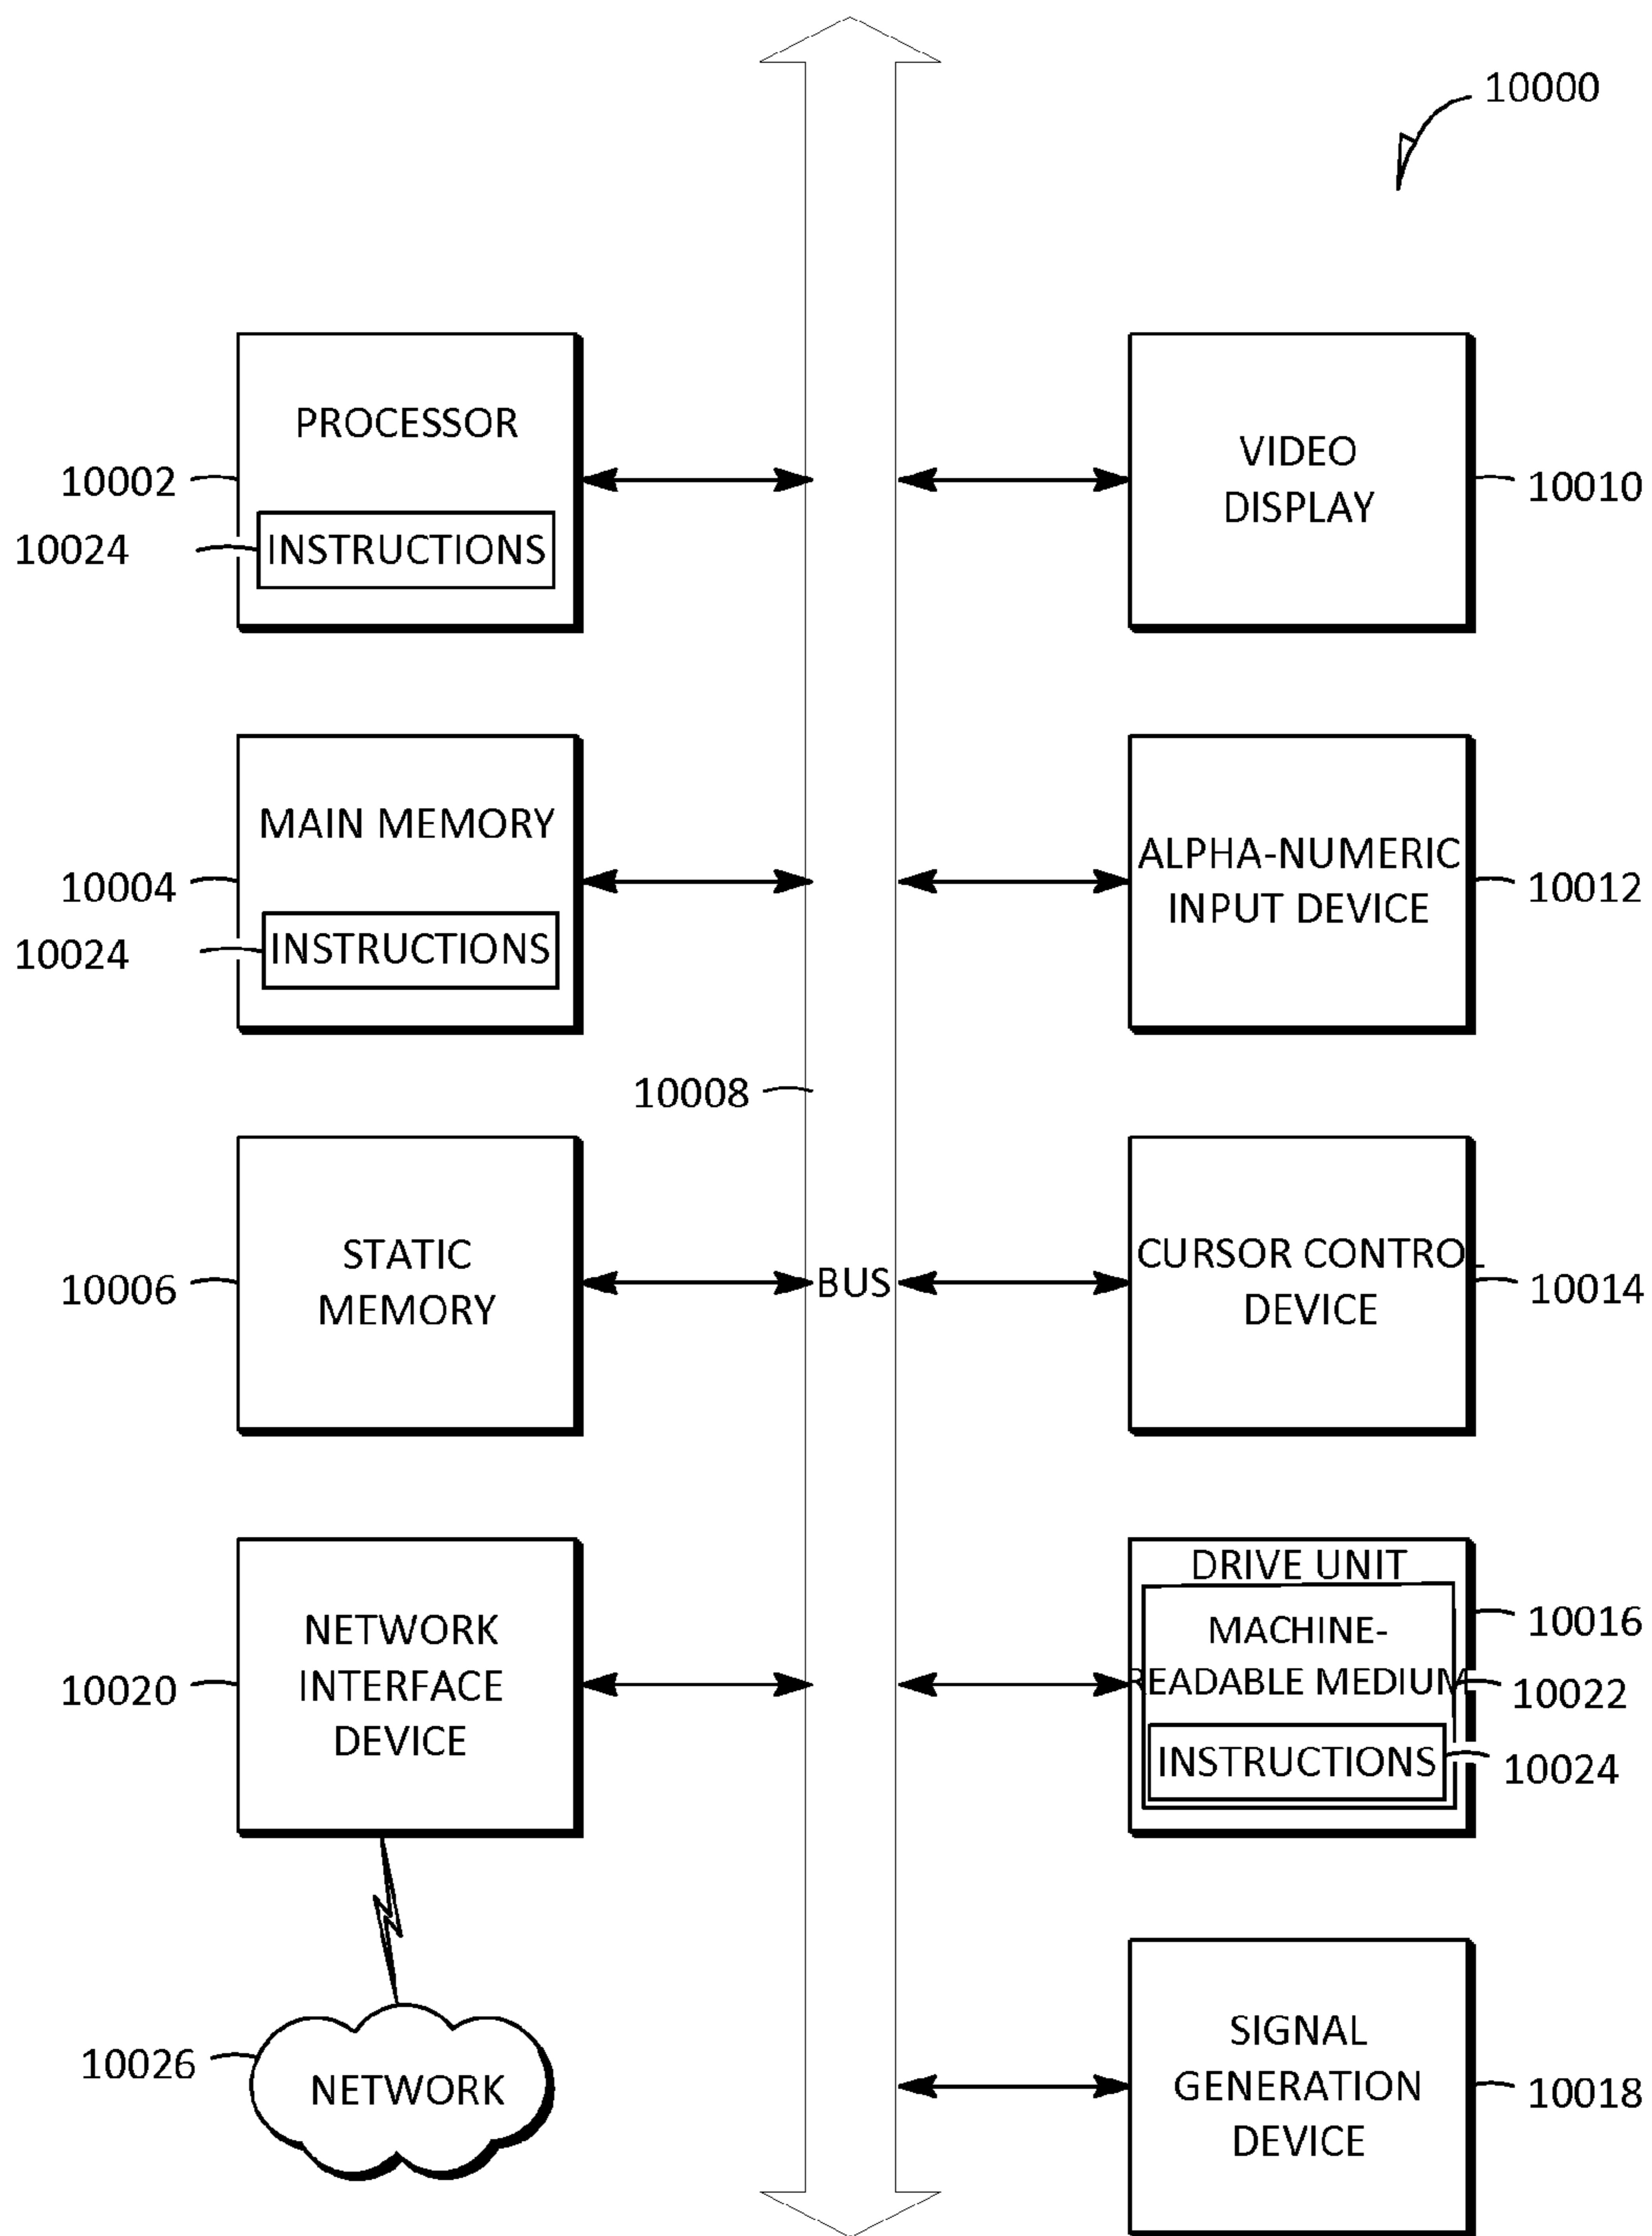 10000
PROCESSOR
10002
10024
INSTRUCTIONS
VIDEO
DISPLAY
10010
MAIN MEMORY
10004
10024
INSTRUCTIONS
ALPHA-NUMERIC
INPUT DEVICE
10012
10008
STATIC
MEMORY
10006
BUS
CURSOR CONTROL
DEVICE
10014
NETWORK
INTERFACE
DEVICE
10020
DRIVE UNIT
10016
MACHINE-
READABLE MEDIUM
10022
INSTRUCTIONS
10024
10026
NETWORK
SIGNAL
GENERATION
DEVICE
10018